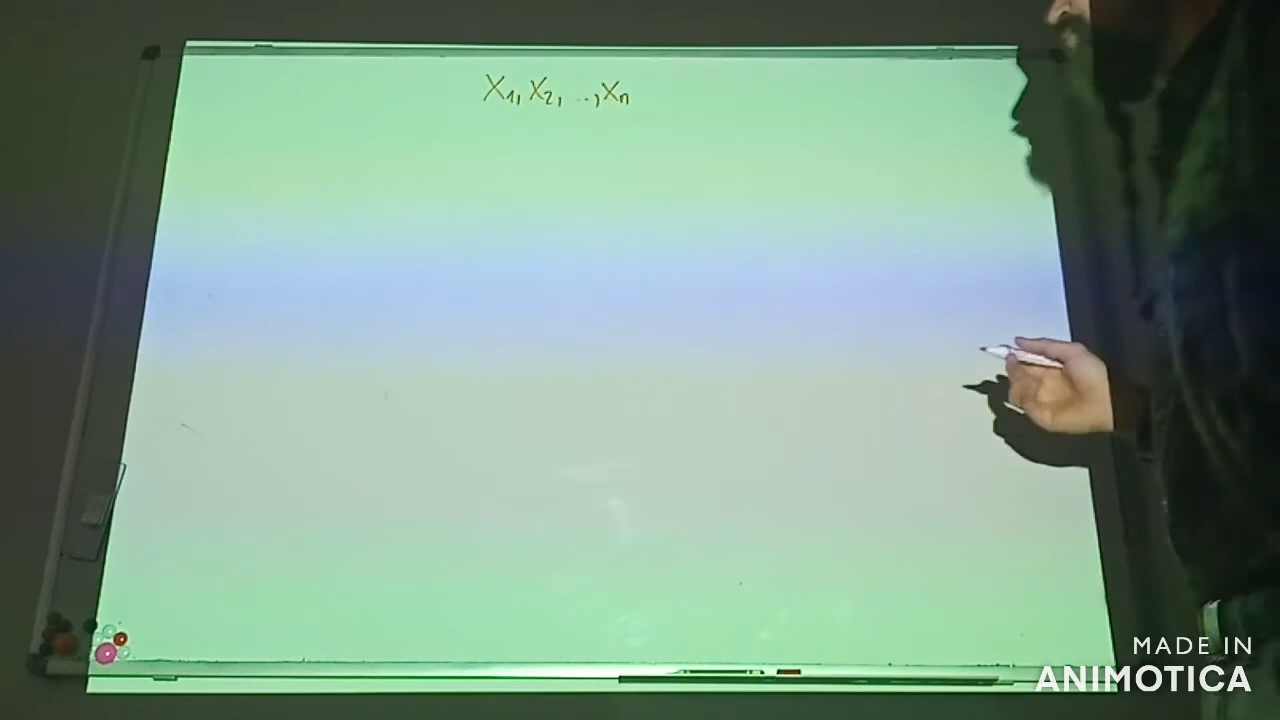 X₁, X₂, ..., Xₙ
MADE IN
ANIMOTICA